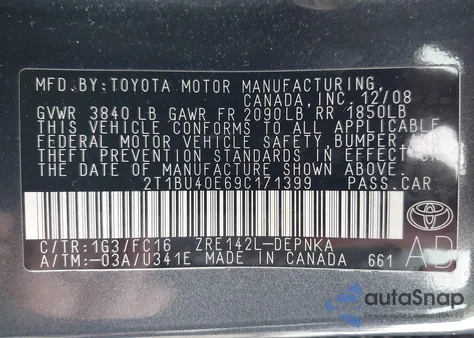 MFD. BY: TOYOTA MOTOR MANUFACTURING,
CANADA, INC. 12/08
GVWR 3840 LB GAWR FR 2090LB RR 1850LB
THIS VEHICLE CONFORMS TO ALL APPLICABLE
FEDERAL MOTOR VEHICLE SAFETY, BUMPER, AND
THEFT PREVENTION STANDARDS IN EFFECT ON
THE DATE OF MANUFACTURE SHOWN ABOVE.
2T1BU40E69C171399 PASS.CAR
C/TR:1G3/FC16 ZRE142L-DEPNKA
A/TM:-03A/U341E MADE IN CANADA 661 AD
autoSnap